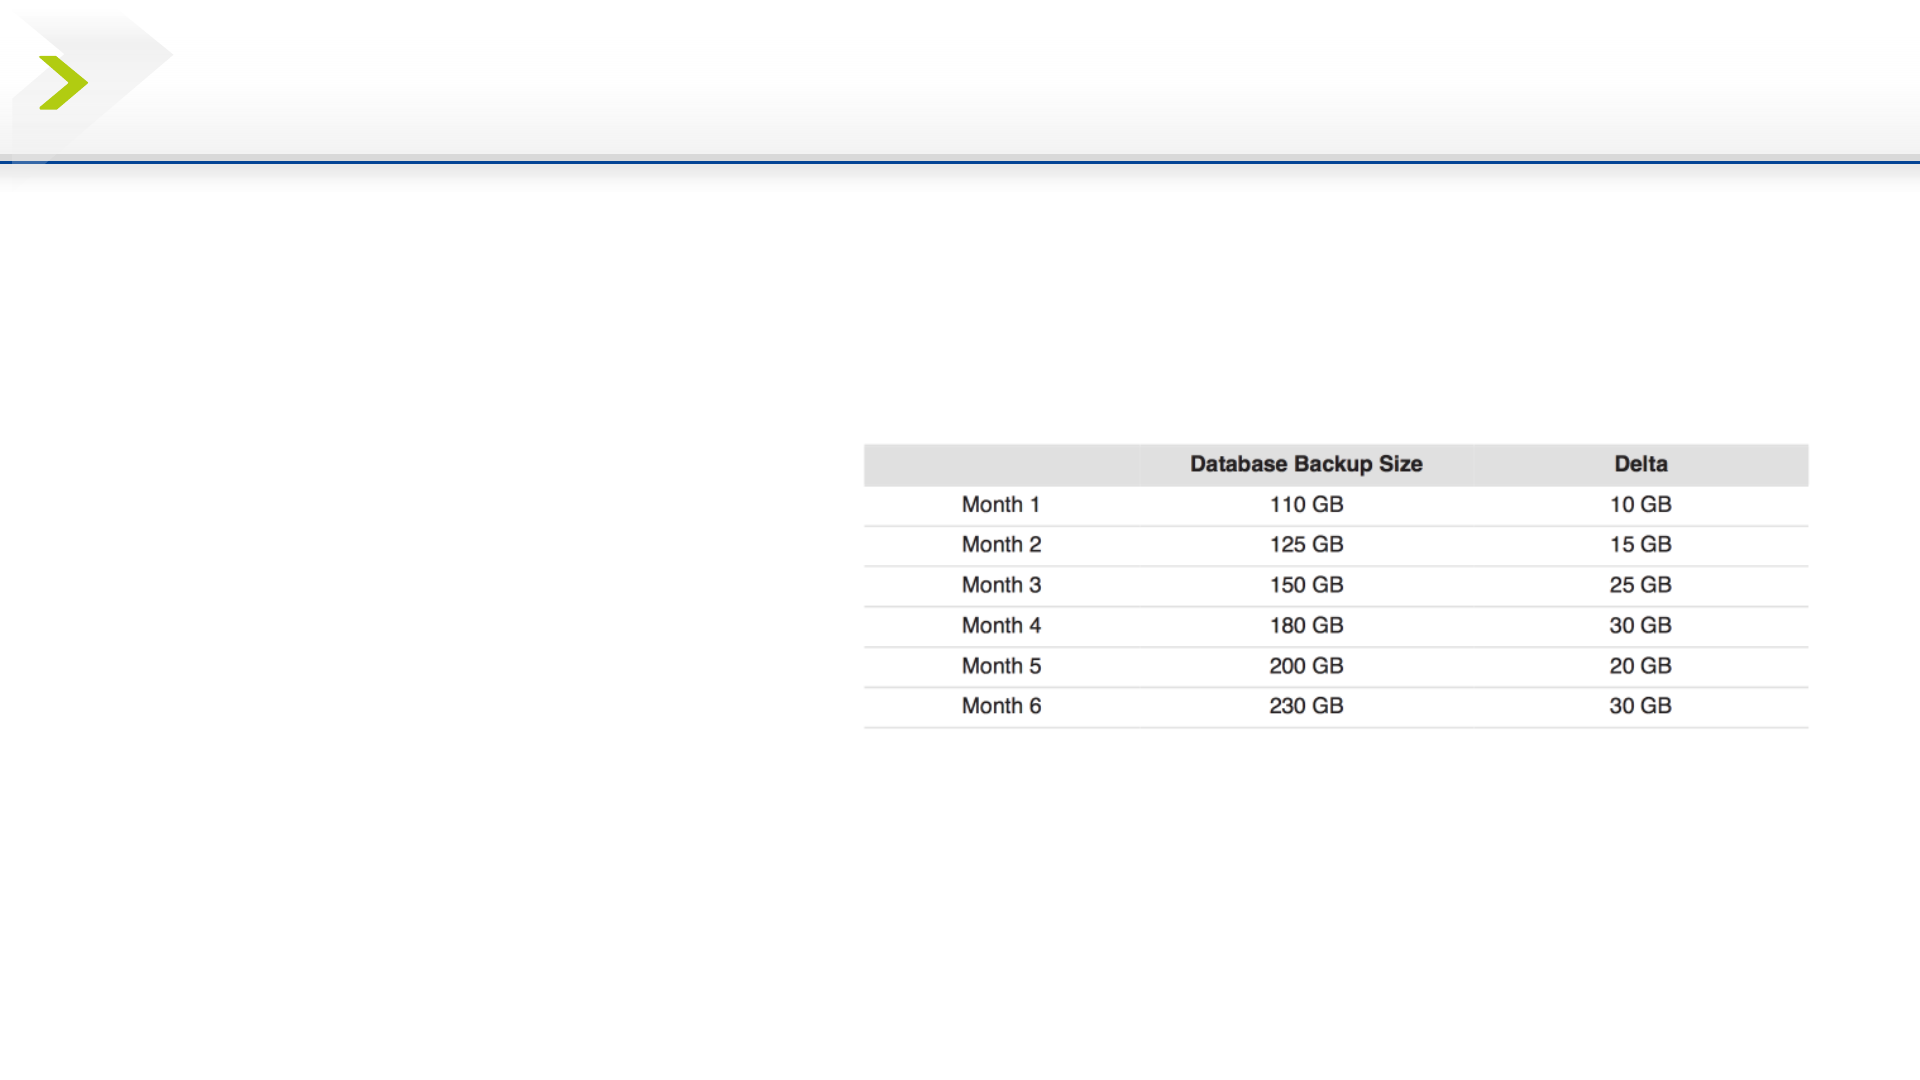 Database Backup Size Delta
Month 1 110 GB 10 GB
Month 2 125 GB 15 GB
Month 3 150 GB 25 GB
Month 4 180 GB 30 GB
Month 5 200 GB 20 GB
Month 6 230 GB 30 GB